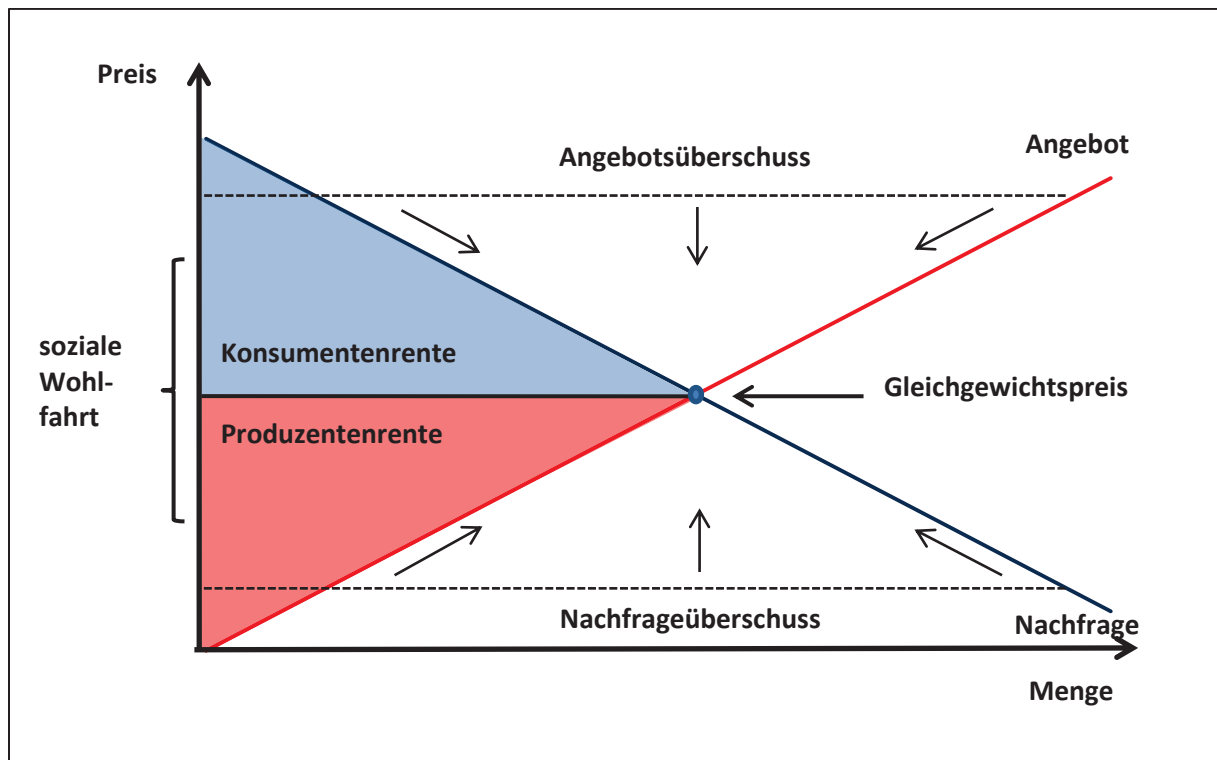 Preis
Angebotsüberschuss
Angebot
soziale
Wohl-
fahrt
Konsumentenrente
Gleichgewichtspreis
Produzentenrente
Nachfrageüberschuss
Nachfrage
Menge